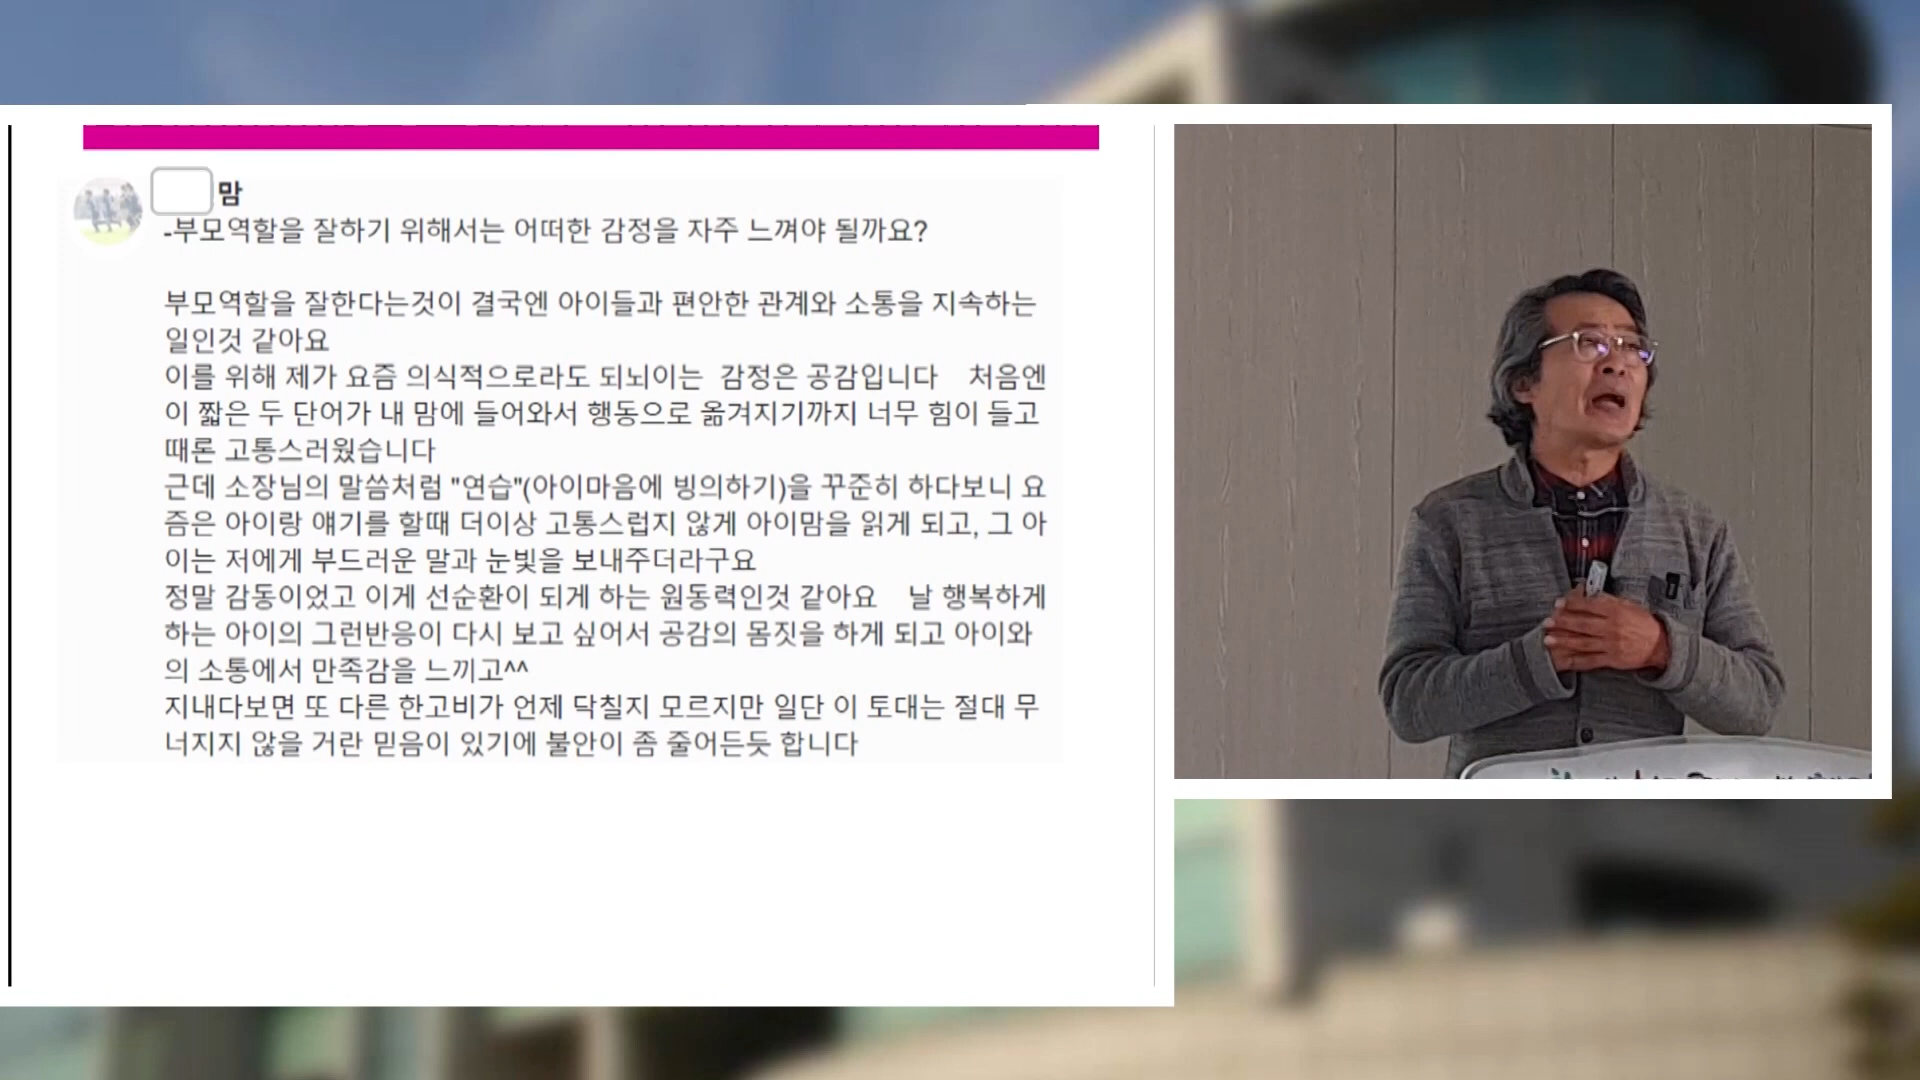 맘
-부모역할을 잘하기 위해서는 어떠한 감정을 자주 느껴야 될까요?
부모역할을 잘한다는것이 결국엔 아이들과 편안한 관계와 소통을 지속하는
일인것 같아요
이를 위해 제가 요즘 의식적으로라도 되뇌이는 감정은 공감입니다 처음엔
이 짧은 두 단어가 내 맘에 들어와서 행동으로 옮겨지기까지 너무 힘이 들고
때론 고통스러웠습니다
근데 소장님의 말씀처럼 "연습"(아이마음에 빙의하기)을 꾸준히 하다보니 요
즘은 아이랑 얘기를 할때 더이상 고통스럽지 않게 아이맘을 읽게 되고, 그 아
이는 저에게 부드러운 말과 눈빛을 보내주더라구요
정말 감동이었고 이게 선순환이 되게 하는 원동력인것 같아요 날 행복하게
하는 아이의 그런반응이 다시 보고 싶어서 공감의 몸짓을 하게 되고 아이와
의 소통에서 만족감을 느끼고^^
지내다보면 또 다른 한고비가 언제 닥칠지 모르지만 일단 이 토대는 절대 무
너지지 않을 거란 믿음이 있기에 불안이 좀 줄어든듯 합니다